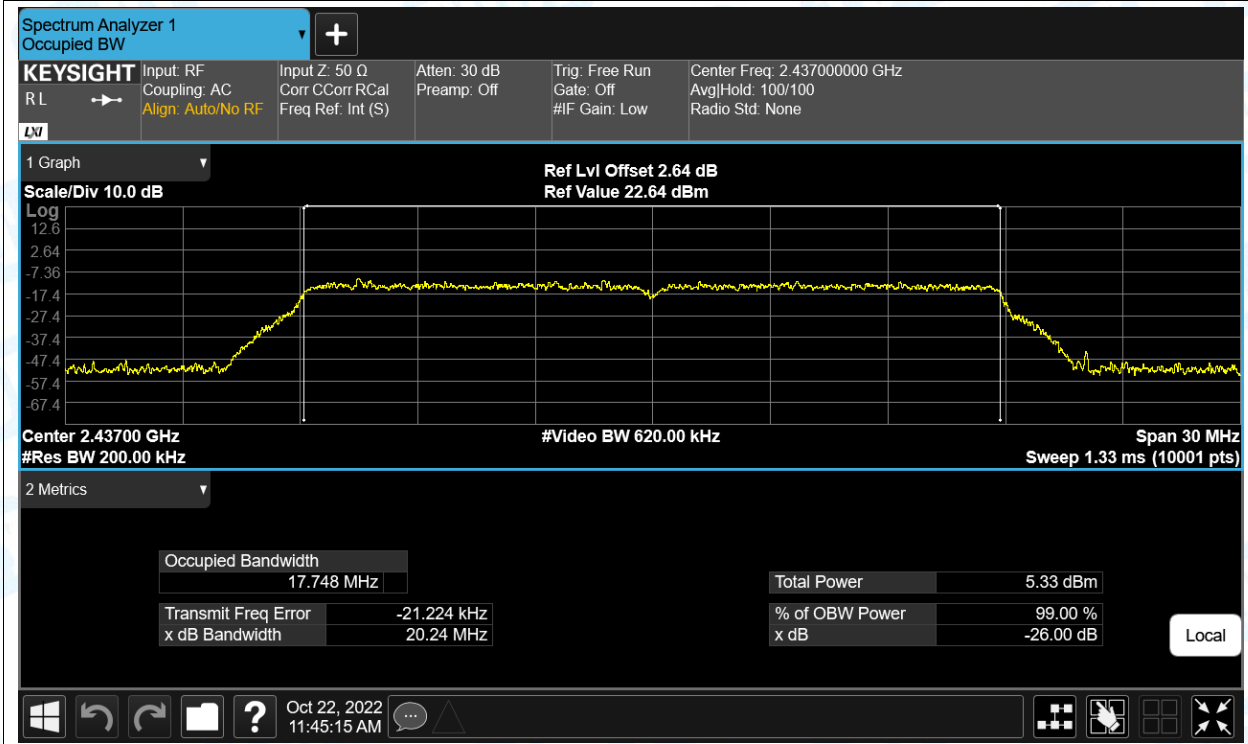 Spectrum Analyzer 1
Occupied BW
KEYSIGHT
R L
LXI
Input: RF
Coupling: AC
Align: Auto/No RF
Input Z: 50 Ω
Corr CCorr RCal
Freq Ref: Int (S)
Atten: 30 dB
Preamp: Off
Trig: Free Run
Gate: Off
#IF Gain: Low
Center Freq: 2.437000000 GHz
Avg|Hold: 100/100
Radio Std: None
1 Graph
Scale/Div 10.0 dB
Ref Lvl Offset 2.64 dB
Ref Value 22.64 dBm
Log
12.6
2.64
-7.36
-17.4
-27.4
-37.4
-47.4
-57.4
-67.4
Center 2.43700 GHz
#Res BW 200.00 kHz
#Video BW 620.00 kHz
Span 30 MHz
Sweep 1.33 ms (10001 pts)
2 Metrics
Occupied Bandwidth
17.748 MHz
Transmit Freq Error -21.224 kHz
x dB Bandwidth 20.24 MHz
Total Power 5.33 dBm
% of OBW Power 99.00 %
x dB -26.00 dB
Local
?
Oct 22, 2022
11:45:15 AM